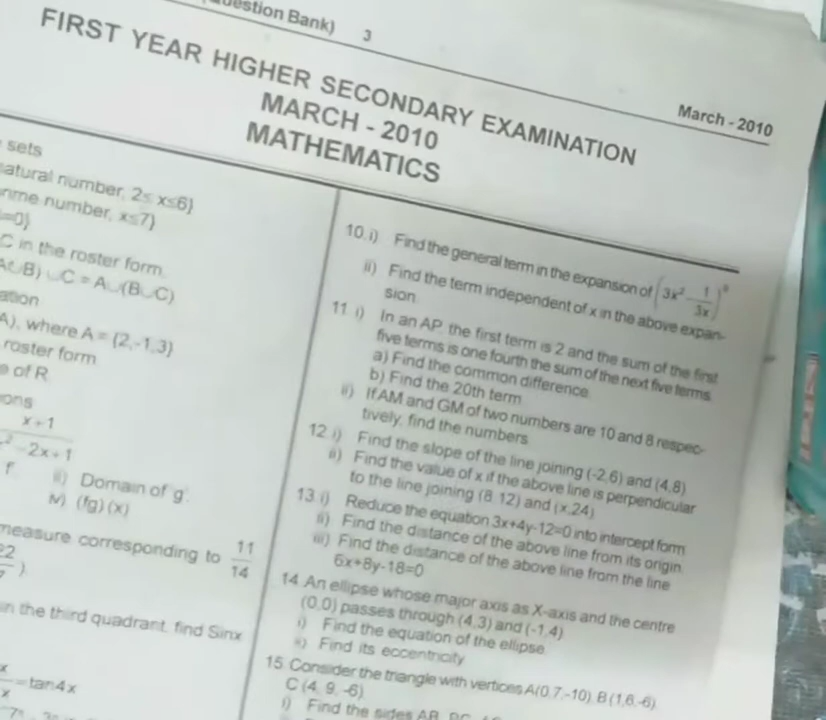 uestion Bank)
3
March - 2010
FIRST YEAR HIGHER SECONDARY EXAMINATION
MARCH - 2010
MATHEMATICS
sets
atural number, 2≤ x≤6}
me number, x≤7}
=0}
C in the roster form.
A∪B) ∪C = A∪(B∪C)
ation
A), where A = {2,-1,3}
roster form
of R
ons
x+1
-2x+1
f
iii) Domain of g
iv) (fg) (x)
measure corresponding to 11/14
22
in the third quadrant, find Sinx
x
x = tan4x
10. i) Find the general term in the expansion of (3x² - 1/3x)
ii) Find the term independent of x in the above expan-
sion.
11. i) In an AP the first term is 2 and the sum of the first
five terms is one fourth the sum of the next five terms.
a) Find the common difference
b) Find the 20th term
ii) If AM and GM of two numbers are 10 and 8 respec-
tively, find the numbers
12. i) Find the slope of the line joining (-2,6) and (4,8)
ii) Find the value of x if the above line is perpendicular
to the line joining (8,12) and (x,24)
13. i) Reduce the equation 3x+4y-12=0 into intercept form
ii) Find the distance of the above line from its origin.
iii) Find the distance of the above line from the line
6x+8y-18=0
14. An ellipse whose major axis as X-axis and the centre
(0,0) passes through (4,3) and (-1,4)
i) Find the equation of the ellipse.
ii) Find its eccentricity
15. Consider the triangle with vertices A(0,7,-10), B(1,6,-6)
C (4, 9, -6)
i) Find the sides AB